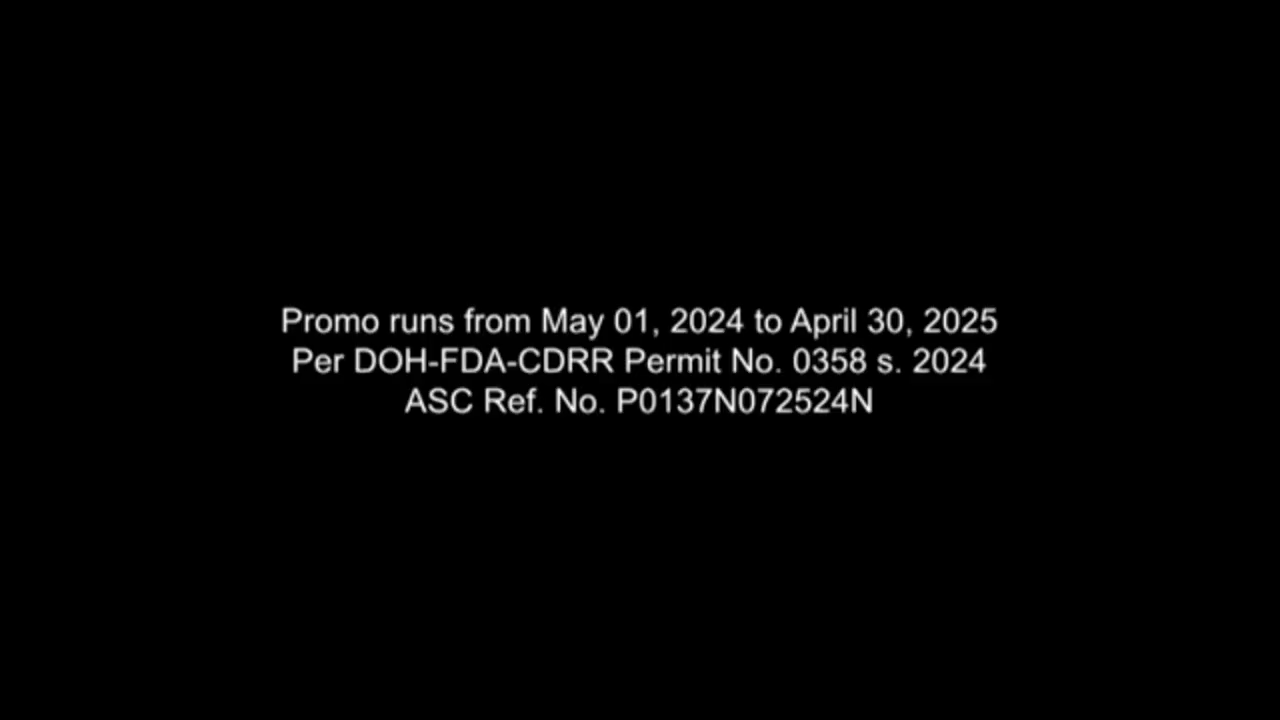 Promo runs from May 01, 2024 to April 30, 2025
Per DOH-FDA-CDRR Permit No. 0358 s. 2024
ASC Ref. No. P0137N072524N